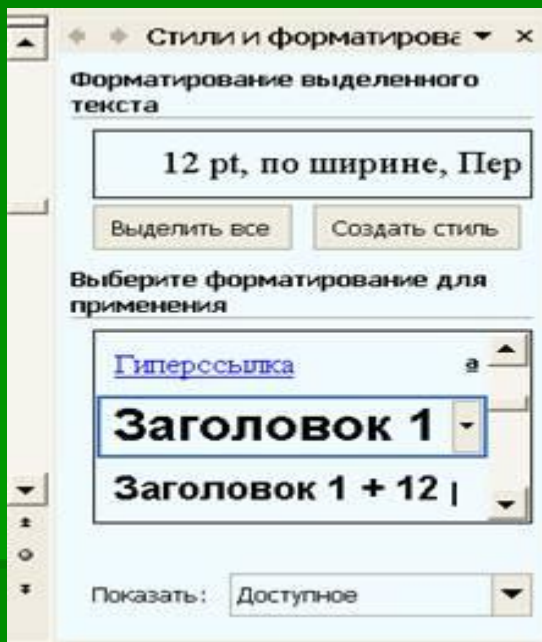 Стили и форматирова
Форматирование выделенного
текста
12 pt, по ширине, Пер
Выделить все
Создать стиль
Выберите форматирование для
применения
Гиперссылка a
Заголовок 1
Заголовок 1 + 12
Показать: Доступное